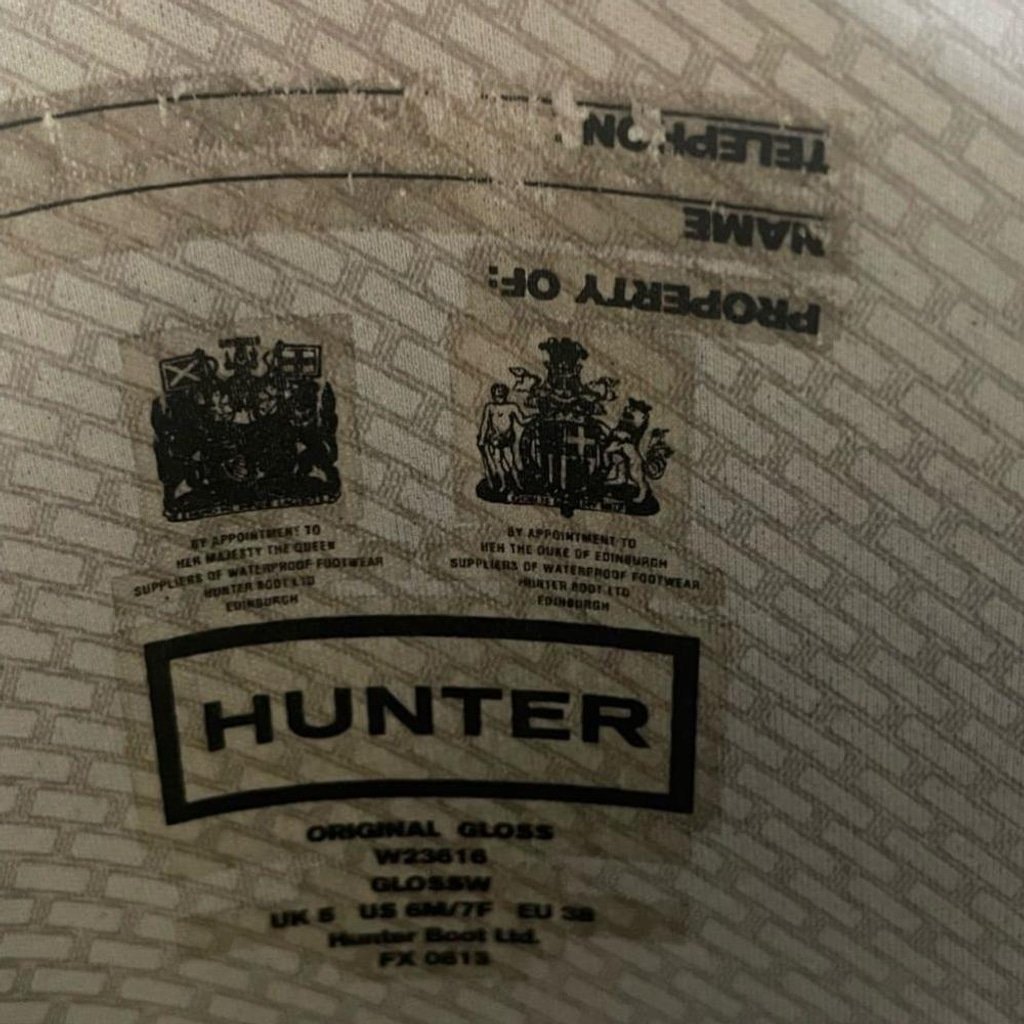 PROPERTY OF:
NAME
TELEPHON
BY APPOINTMENT TO
HER MAJESTY THE QUEEN
SUPPLIERS OF WATERPROOF FOOTWEAR
HUNTER BOOT LTD
EDINBURGH
BY APPOINTMENT TO
HRH THE DUKE OF EDINBURGH
SUPPLIERS OF WATERPROOF FOOTWEAR
HUNTER BOOT LTD
EDINBURGH
HUNTER
ORIGINAL GLOSS
W23616
GLOSSW
UK 5 US 6M/7F EU 38
Hunter Boot Ltd.
FX 0613